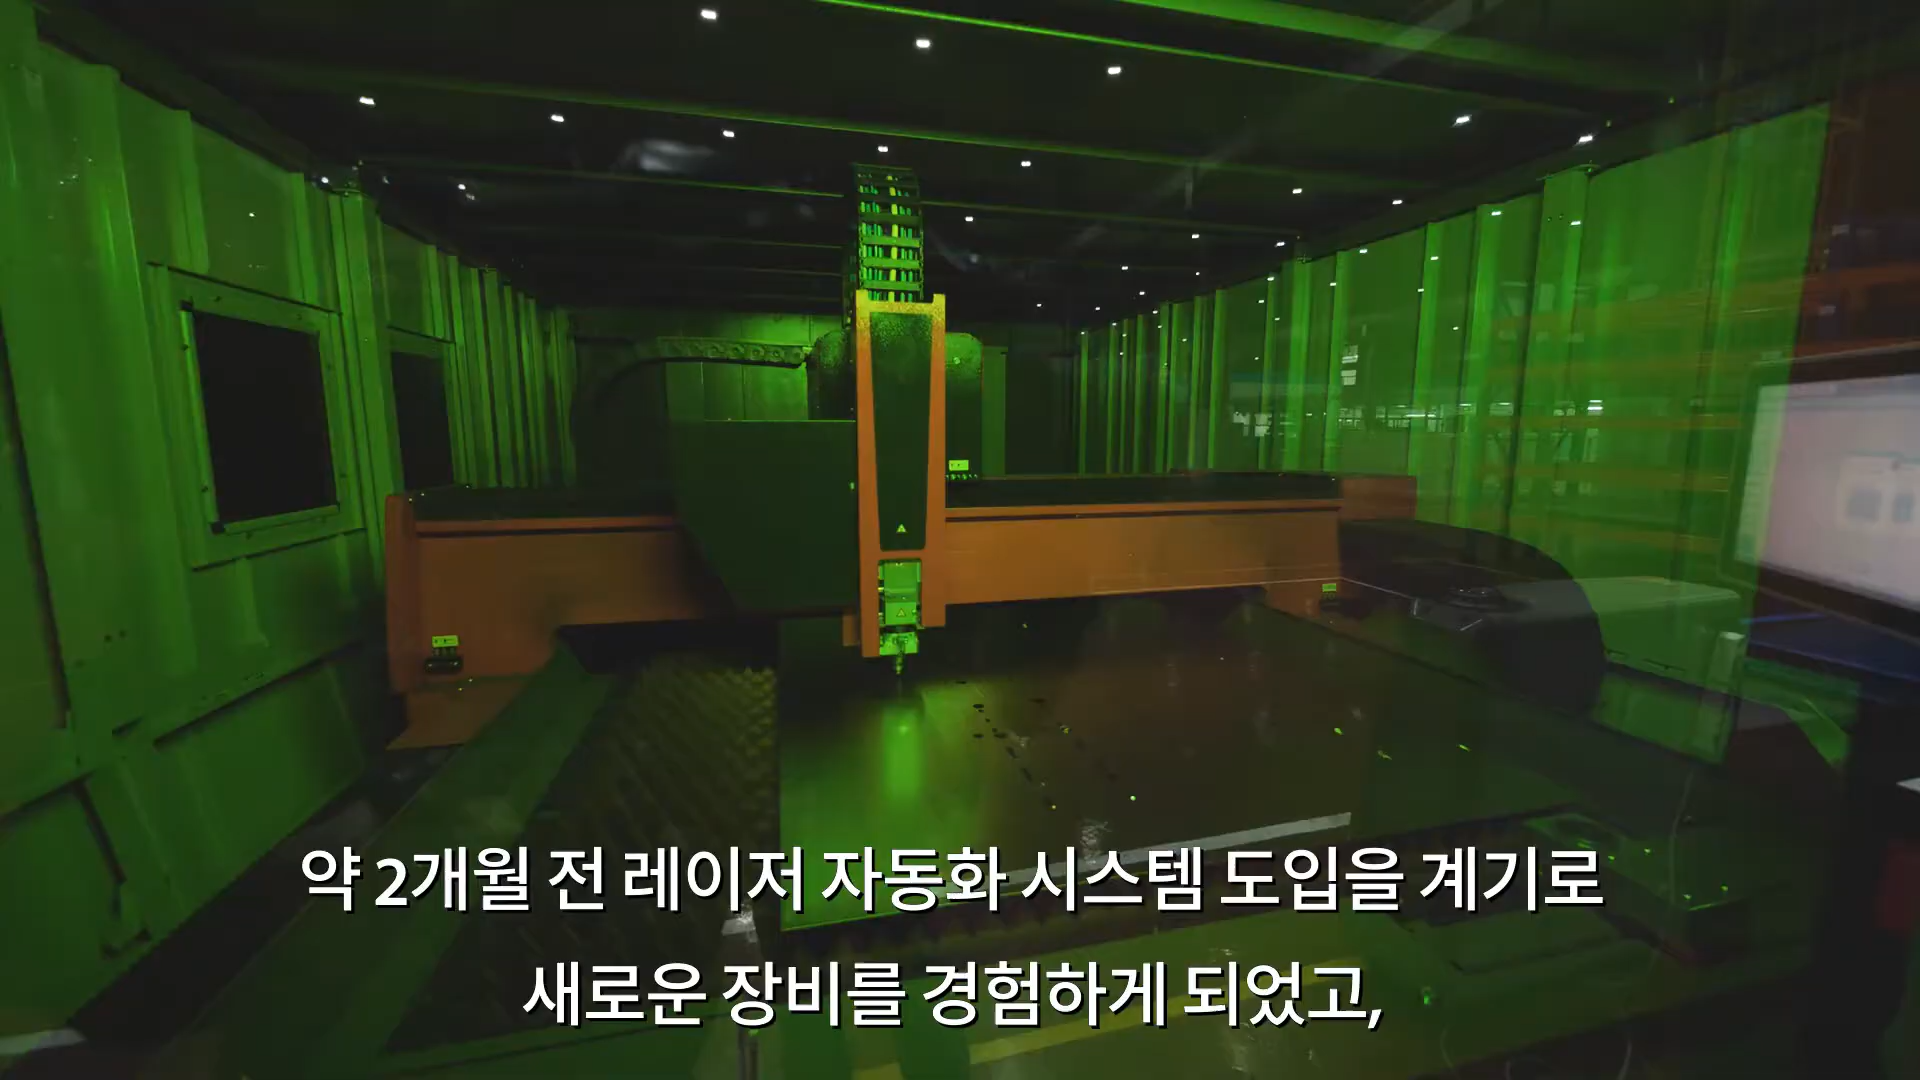 약 2개월 전 레이저 자동화 시스템 도입을 계기로
새로운 장비를 경험하게 되었고,